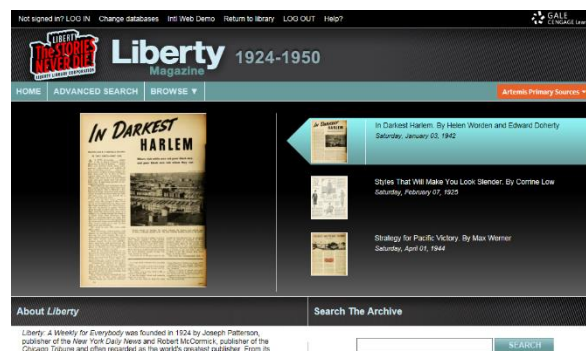 Not signed in? LOG IN Change databases Intl Web Demo Return to library LOG OUT Help?
GALE
CENGAGE Learn
LIBERTY
The STORIES
NEVER DIE!
LIBERTY LIBRARY CORPORATION
Liberty 1924-1950
Magazine
HOME ADVANCED SEARCH BROWSE ▼
Artemis Primary Sources
IN DARKEST
HARLEM
In Darkest Harlem. By Helen Worden and Edward Doherty
Saturday, January 03, 1942
Styles That Will Make You Look Slender. By Corrine Low
Saturday, February 07, 1925
Strategy for Pacific Victory. By Max Werner
Saturday, April 01, 1944
About Liberty
Search The Archive
Liberty: A Weekly for Everybody was founded in 1924 by Joseph Patterson,
publisher of the New York Daily News and Robert McCormick, publisher of the
Chicago Tribune and often regarded as the world's greatest publisher. From its
SEARCH